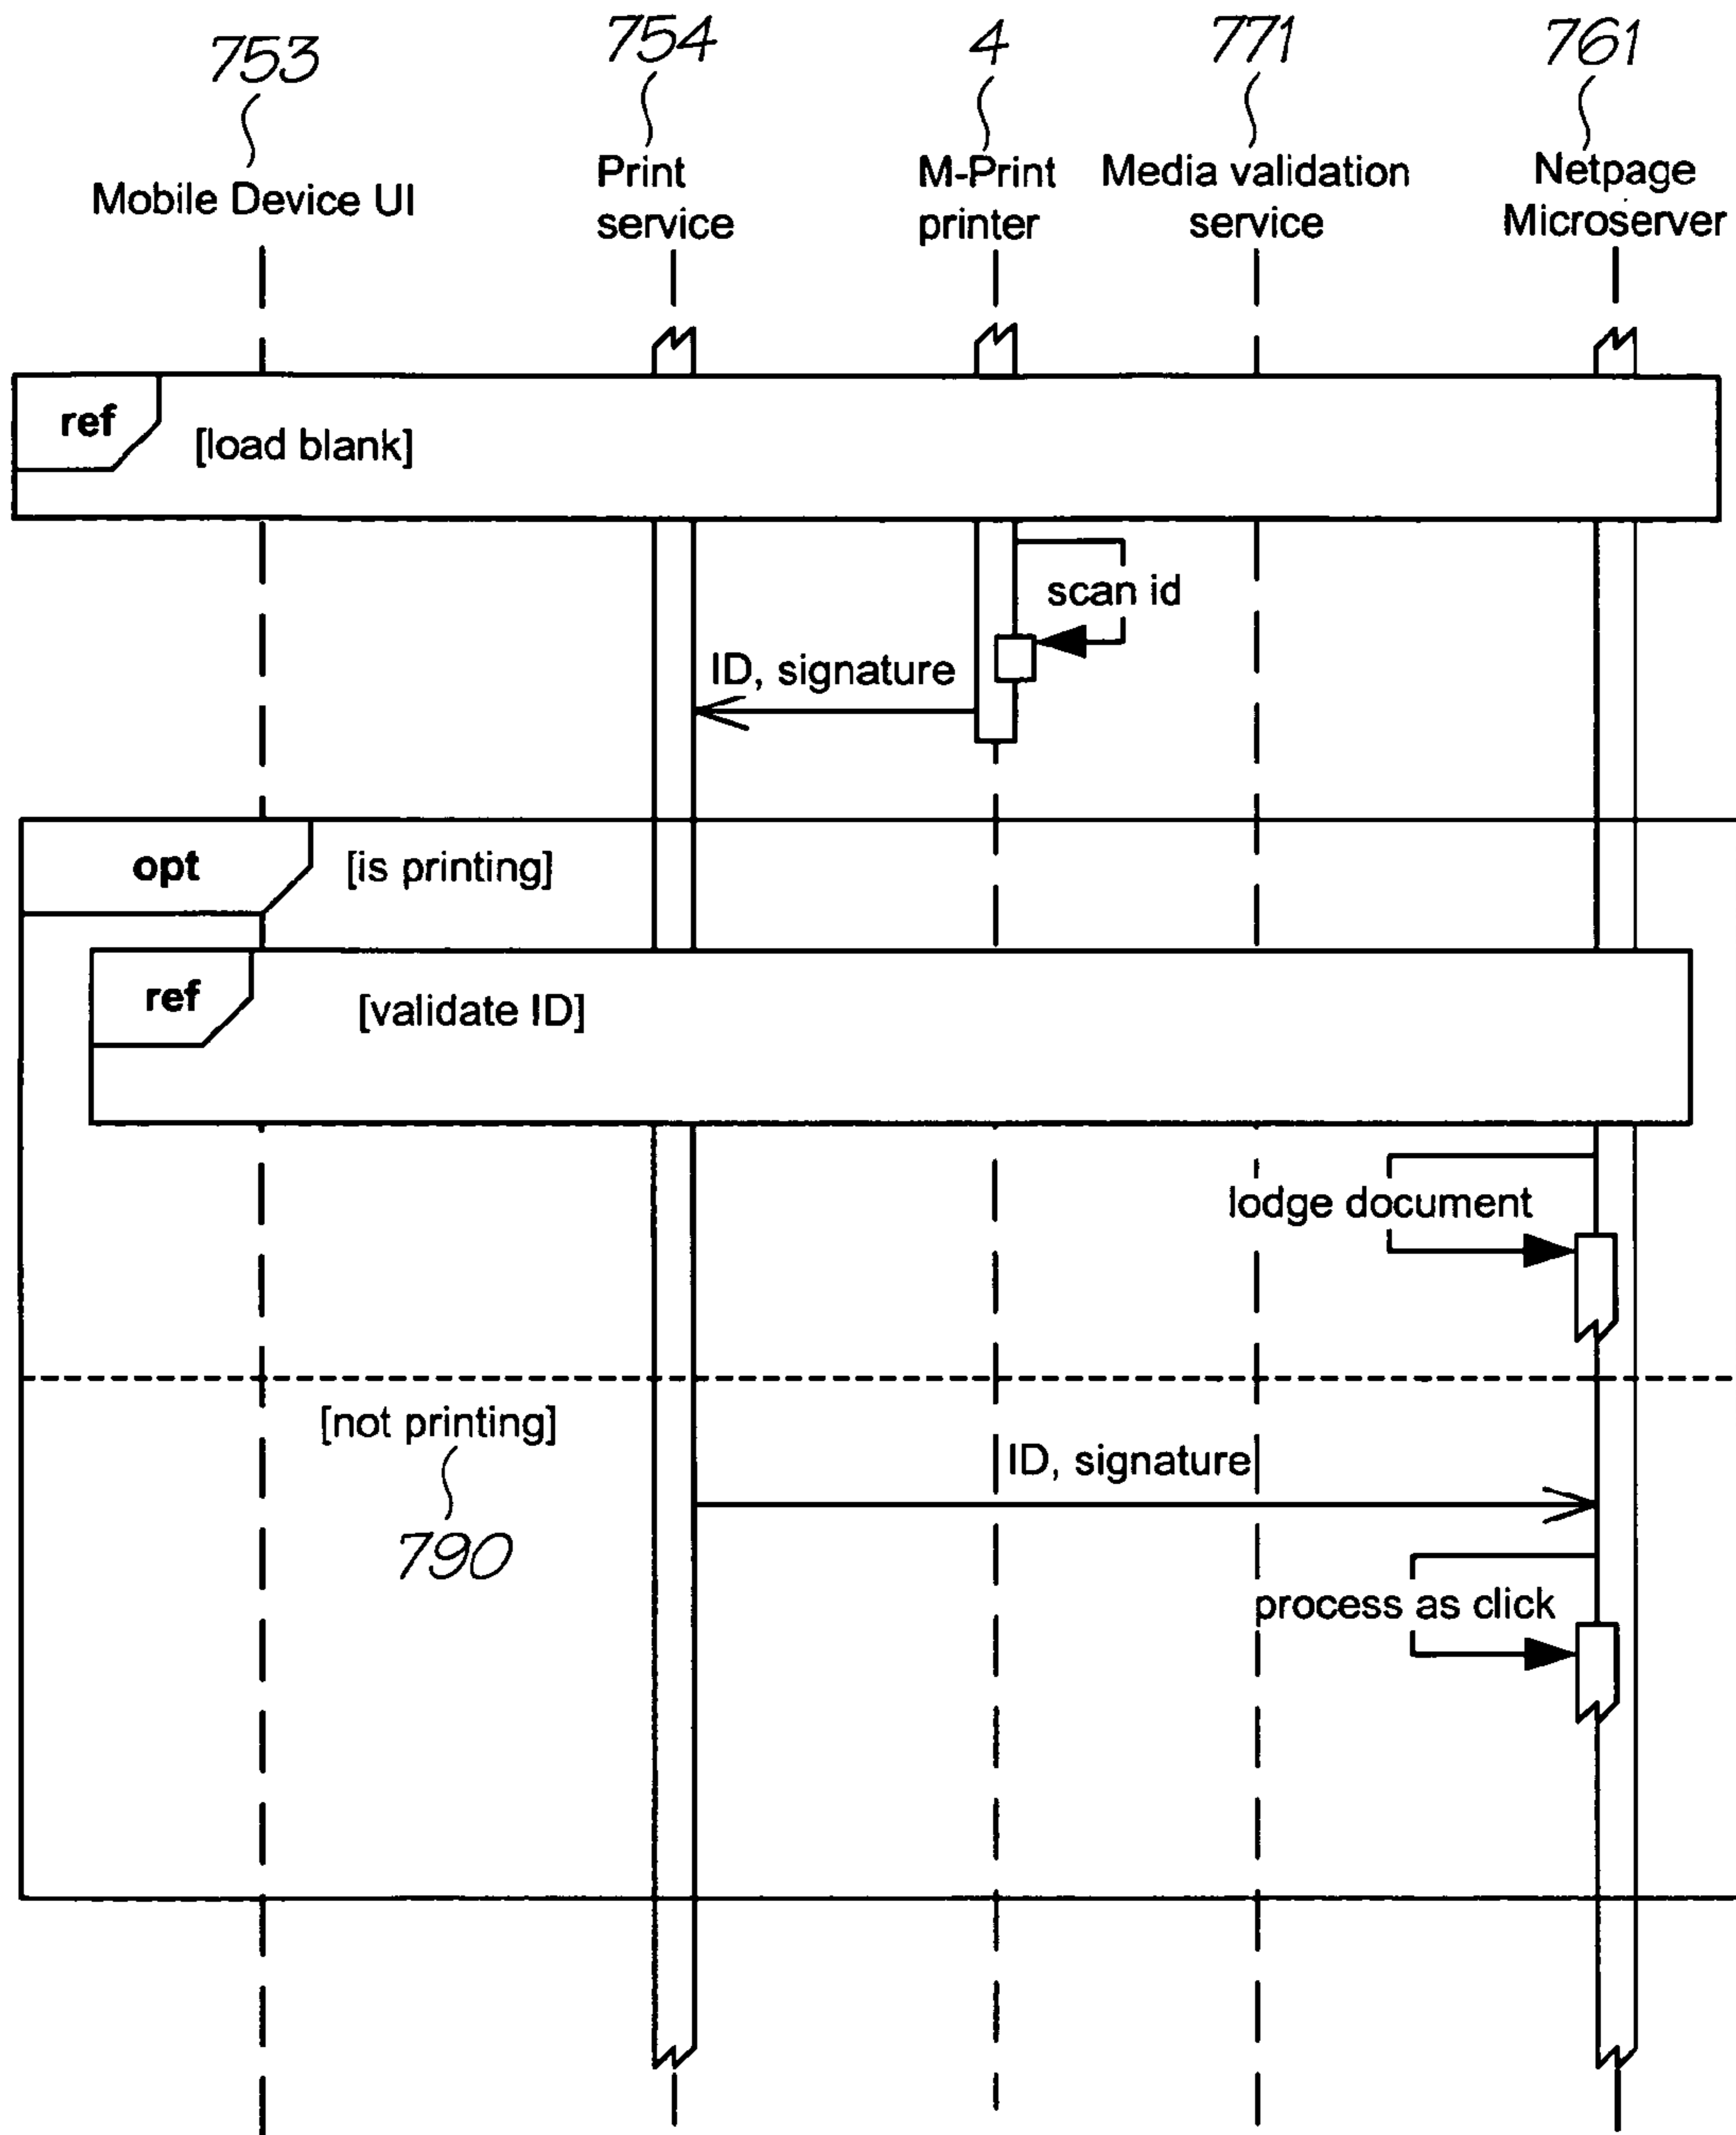 753
754
4
771
761
Mobile Device UI
Print
service
M-Print
printer
Media validation
service
Netpage
Microserver
ref
[load blank]
scan id
ID, signature
opt
[is printing]
ref
[validate ID]
lodge document
[not printing]
790
ID, signature
process as click